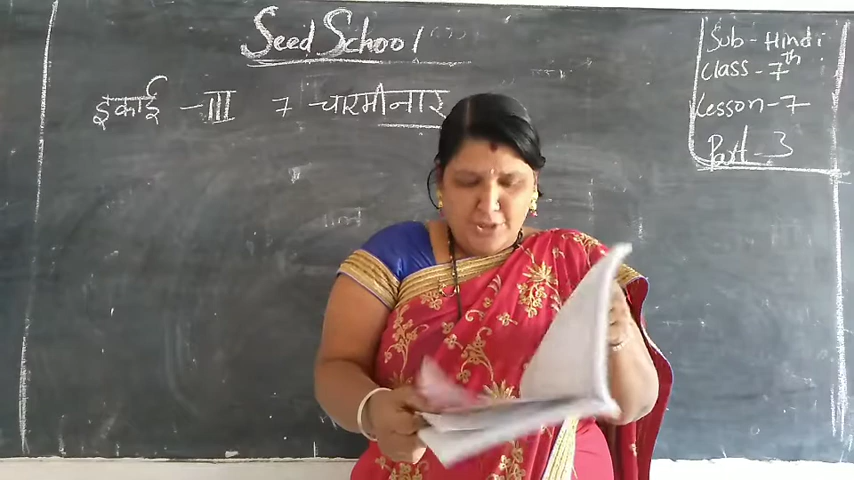 Seed School
इकाई - III 7 - चारमीनार
Sub - Hindi
Class - 7th
Lesson - 7
Part - 3